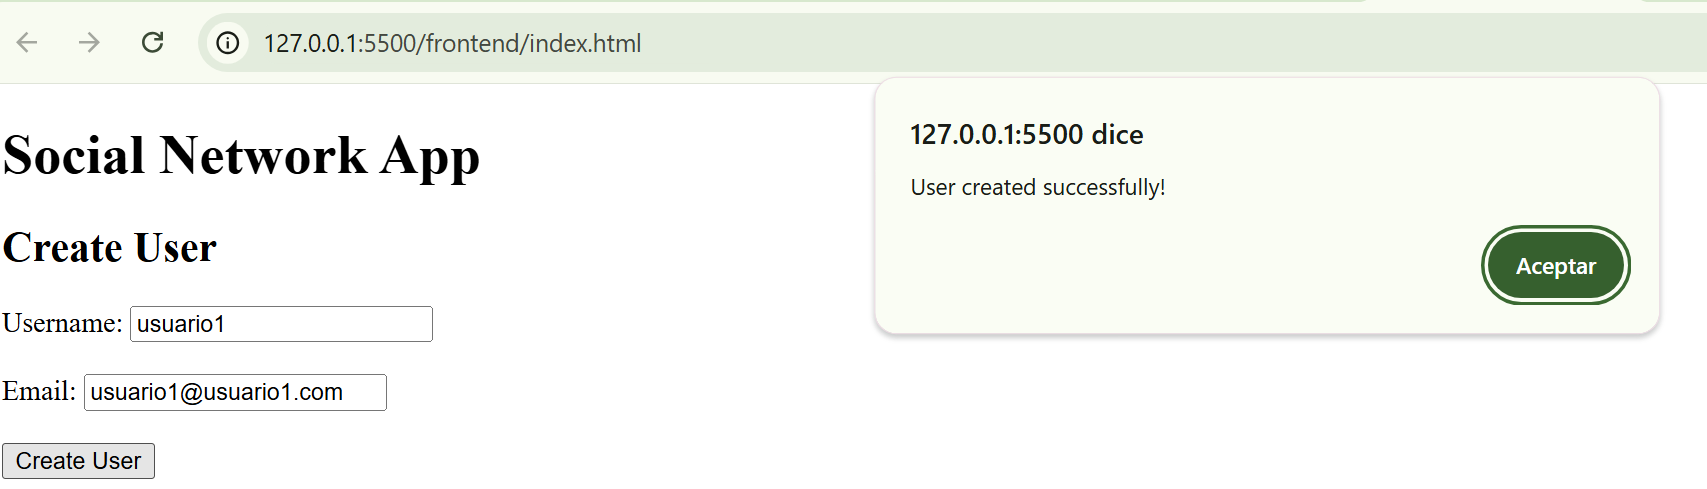 127.0.0.1:5500/frontend/index.html
127.0.0.1:5500 dice
User created successfully!
Aceptar
Social Network App
Create User
Username: usuario1
Email: usuario1@usuario1.com
Create User